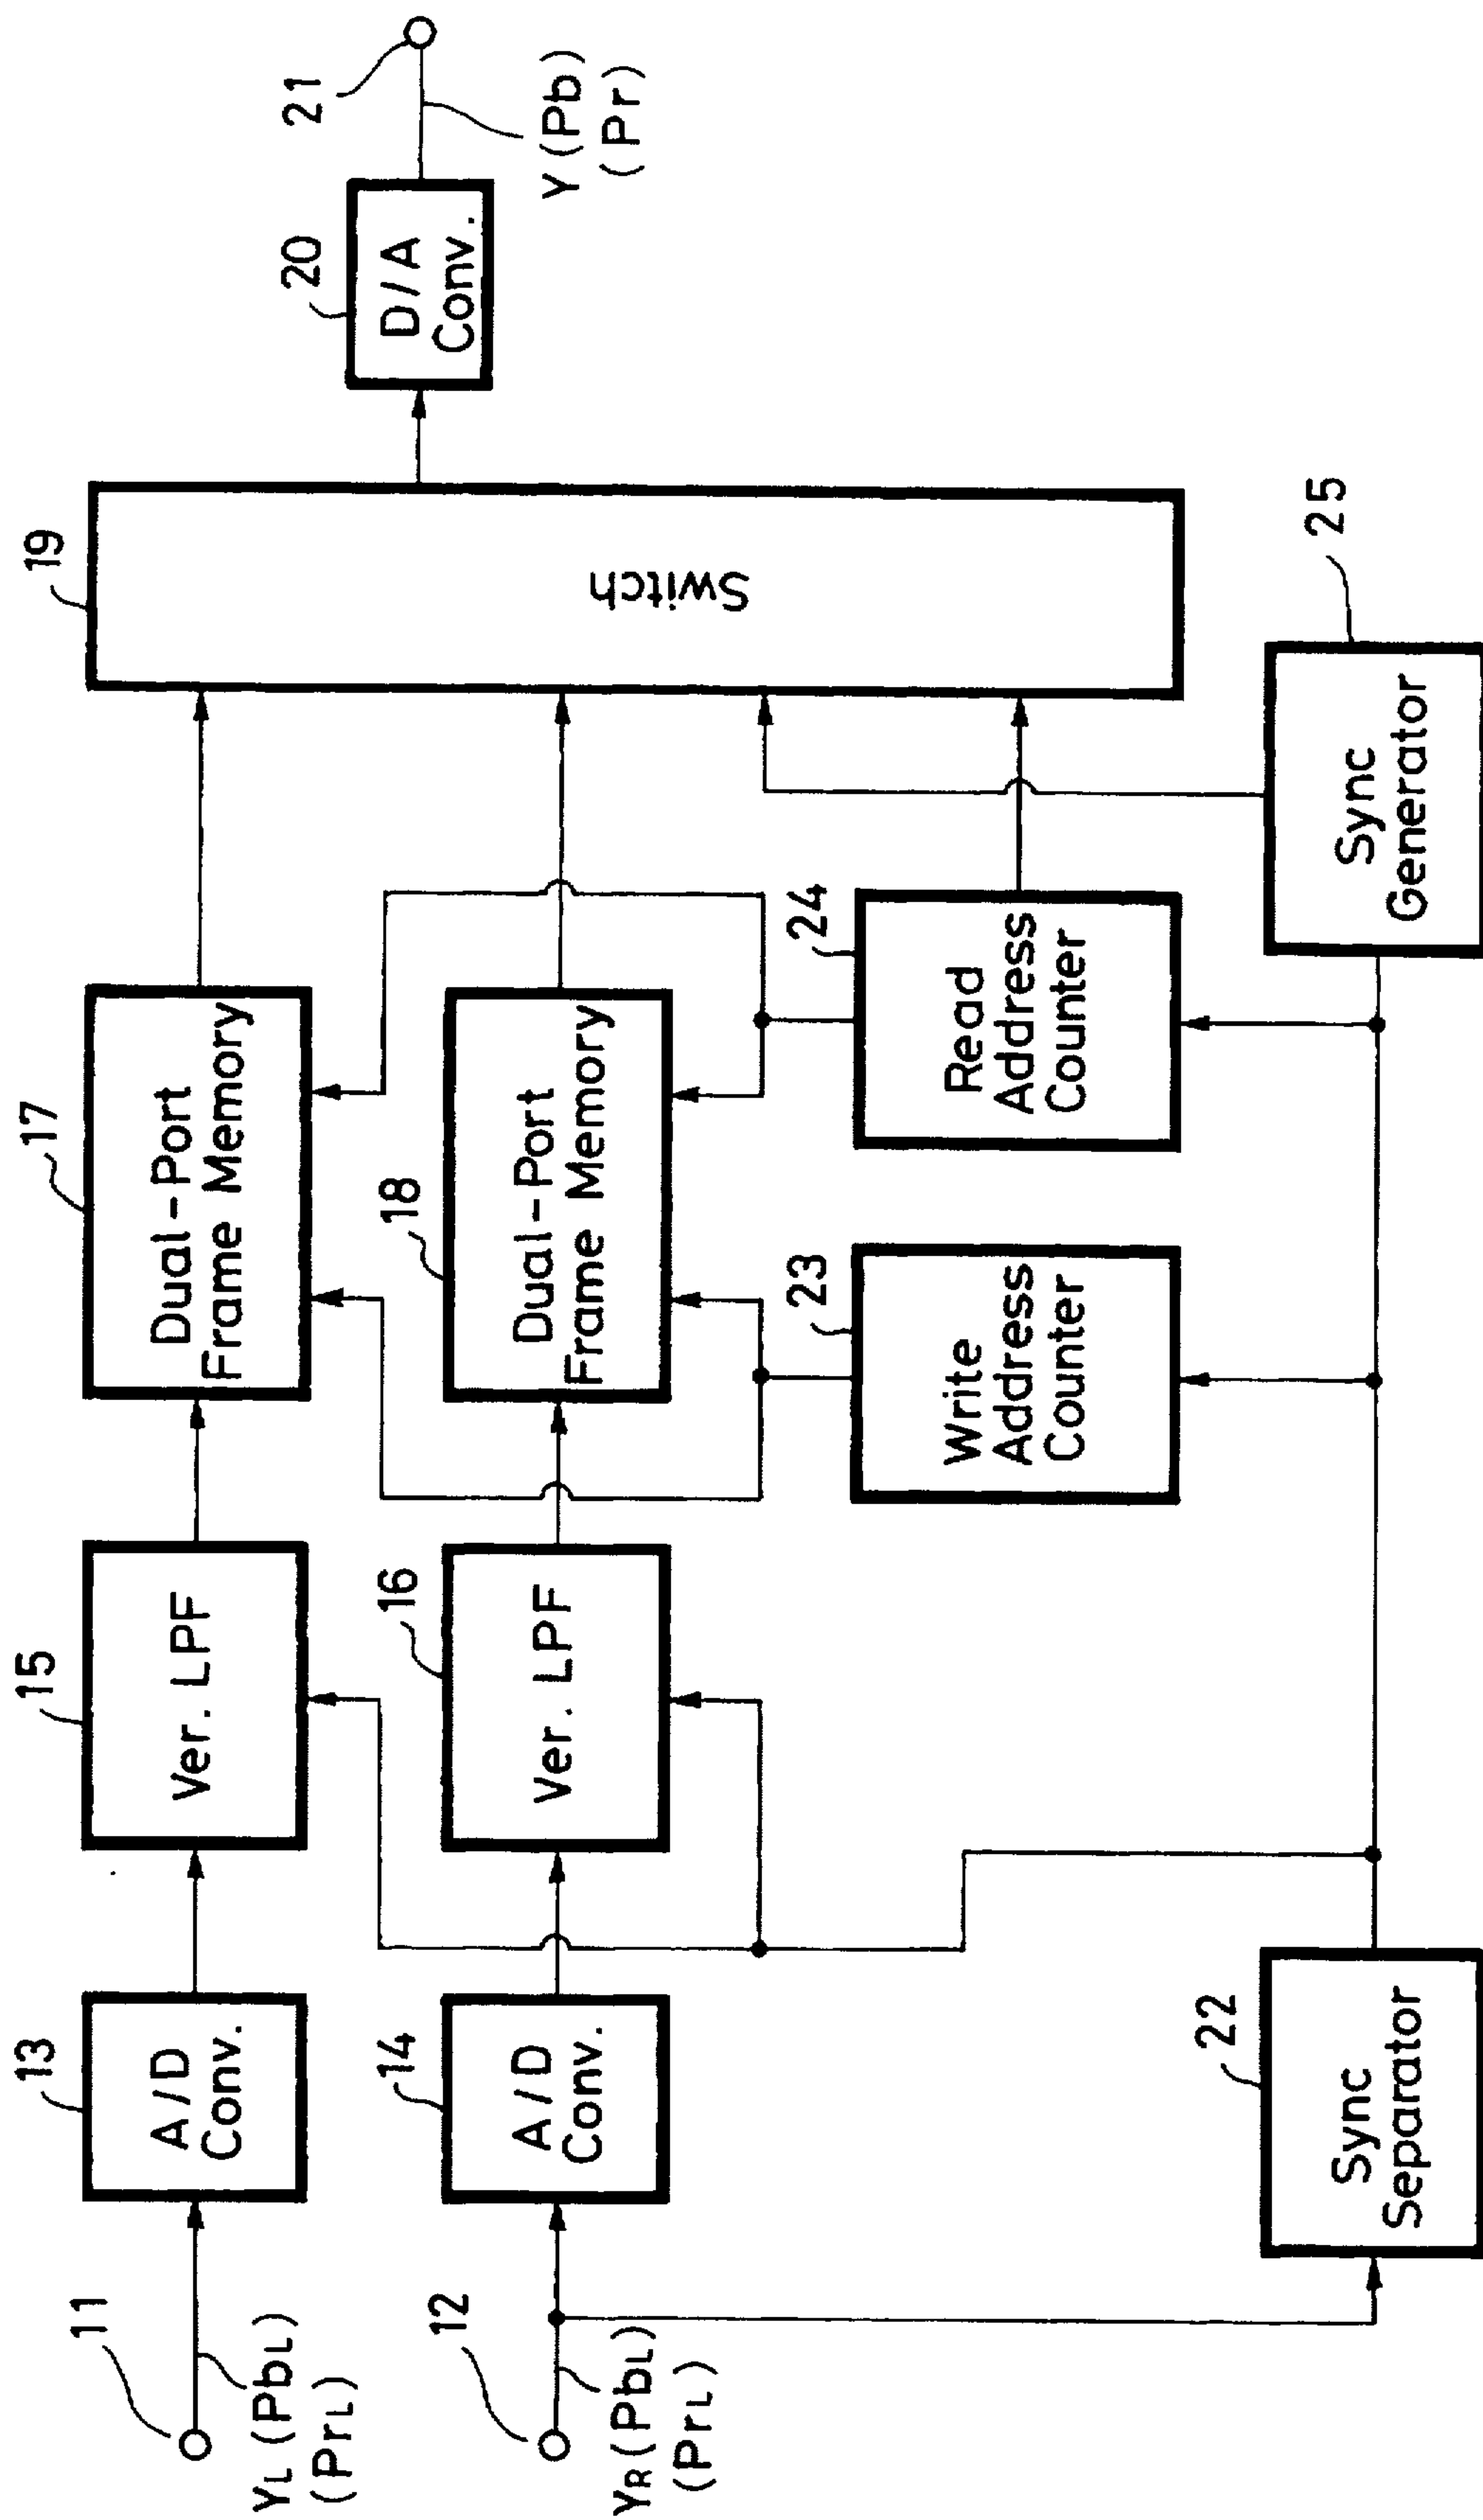 11
YL (PbL)
(PrL)
12
YR (PbL)
(PrL)
13
A/D
Conv.
14
A/D
Conv.
15
Ver. LPF
16
Ver. LPF
17
Dual-Port
Frame Memory
18
Dual-Port
Frame Memory
19
Switch
20
D/A
Conv.
21
Y (Pb)
(Pr)
22
Sync
Separator
23
Write
Address
Counter
24
Read
Address
Counter
25
Sync
Generator